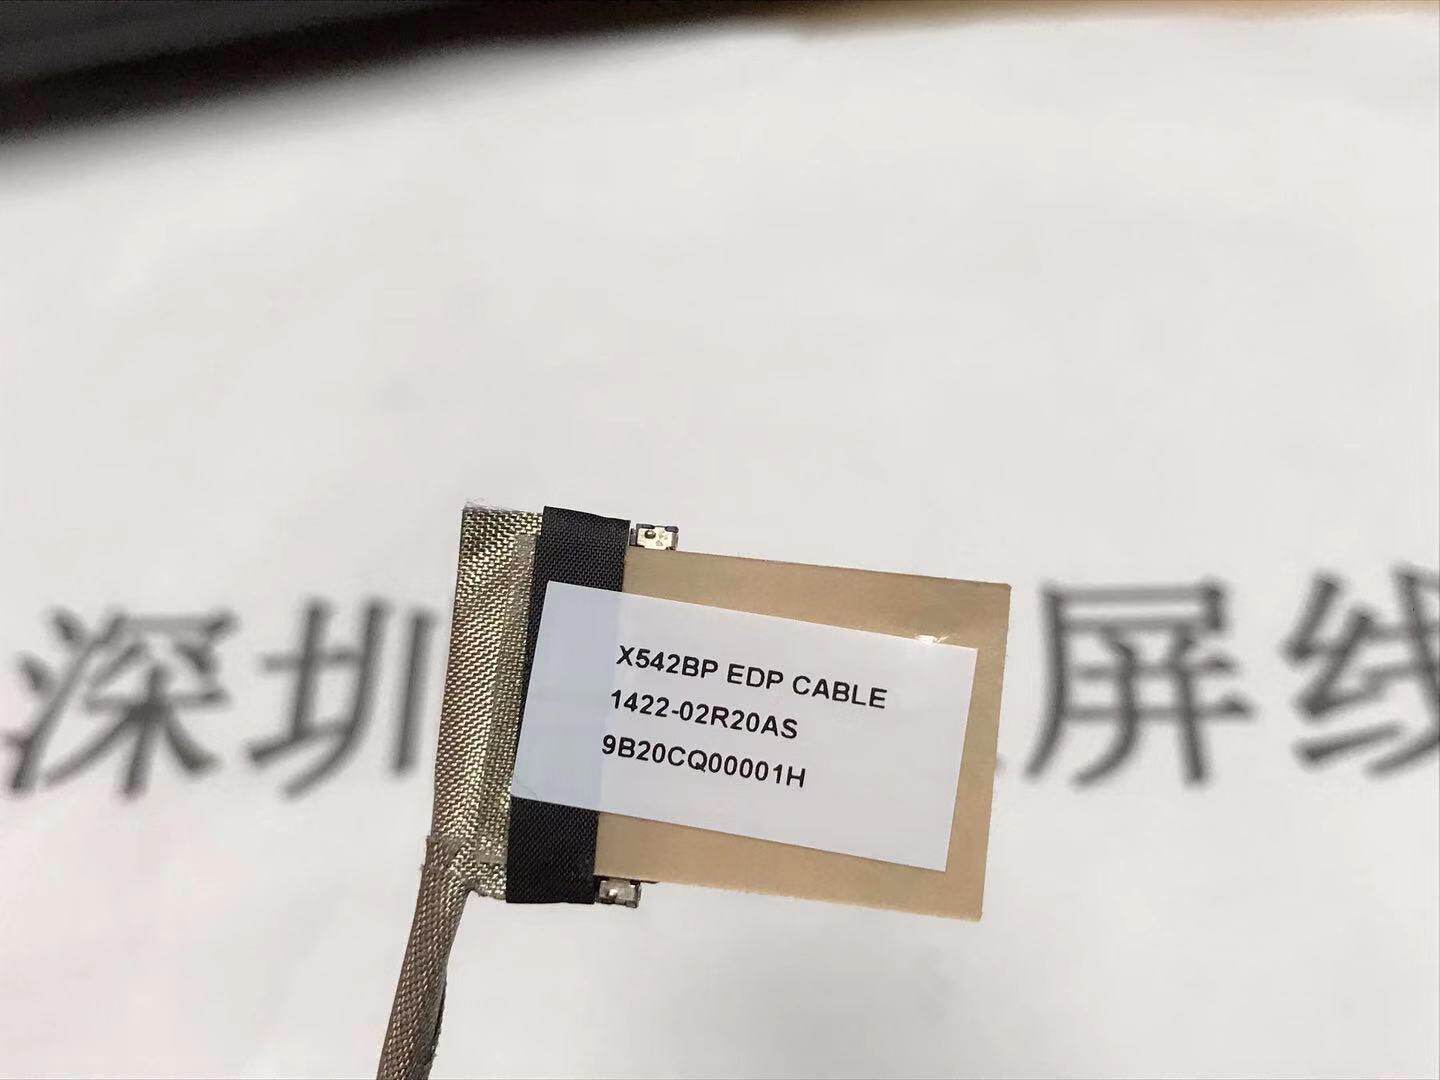 X542BP EDP CABLE
1422-02R20AS
9B20CQ00001H
深圳 屏线